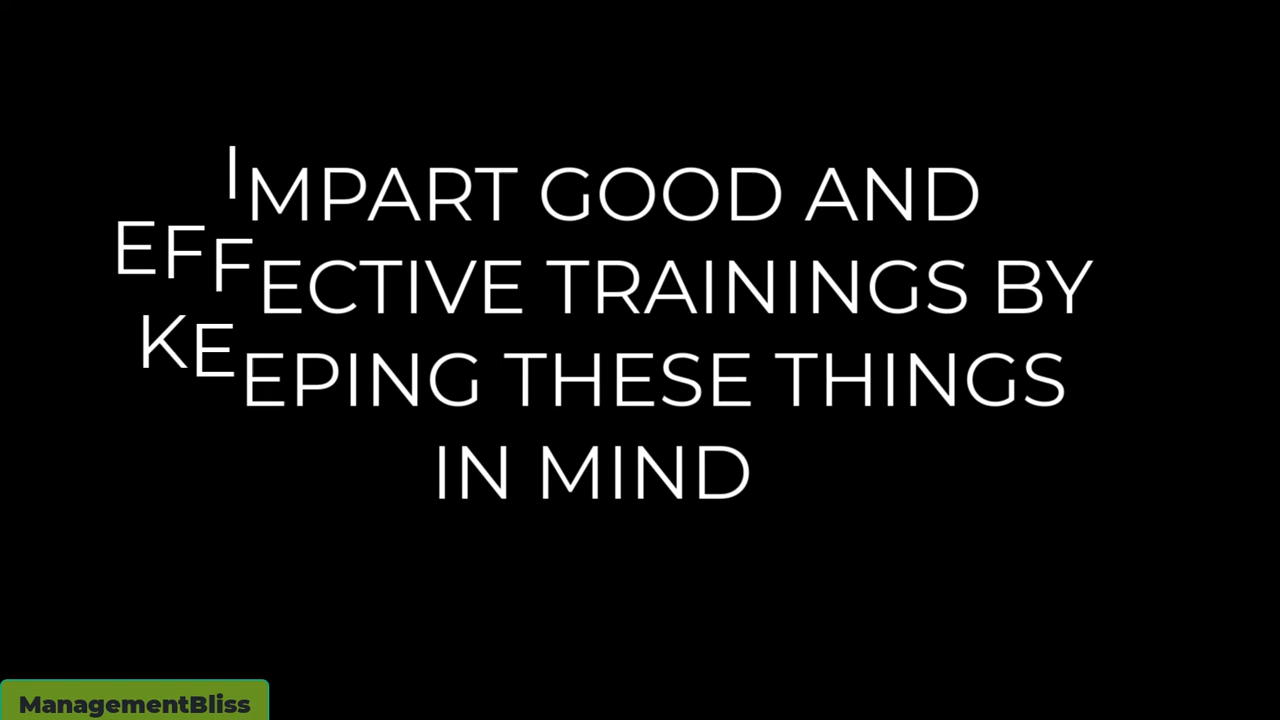 IMPART GOOD AND
EFFECTIVE TRAININGS BY
KEEPING THESE THINGS
IN MIND
ManagementBliss